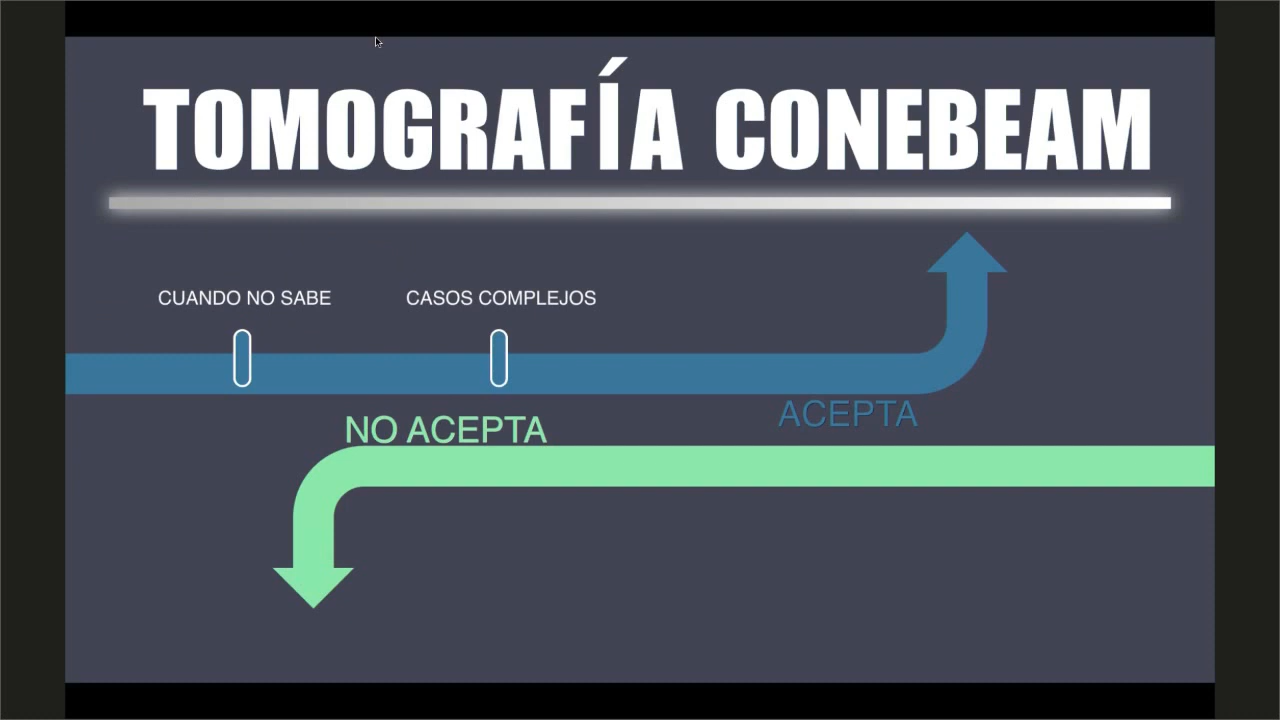 TOMOGRAFÍA CONEBEAM
CUANDO NO SABE
CASOS COMPLEJOS
ACEPTA
NO ACEPTA